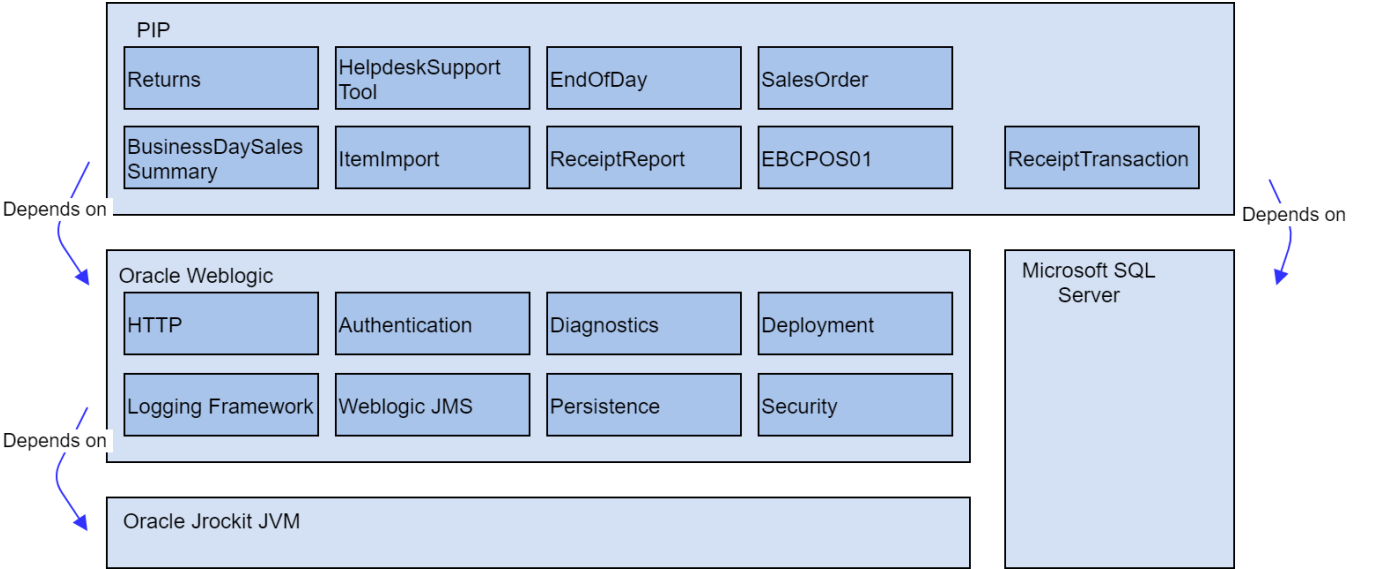 PIP
Returns
HelpdeskSupport
Tool
EndOfDay
SalesOrder
BusinessDaySales
Summary
ItemImport
ReceiptReport
EBCPOS01
ReceiptTransaction
Depends on
Depends on
Oracle Weblogic
HTTP
Authentication
Diagnostics
Deployment
Logging Framework
Weblogic JMS
Persistence
Security
Microsoft SQL
Server
Depends on
Oracle Jrockit JVM